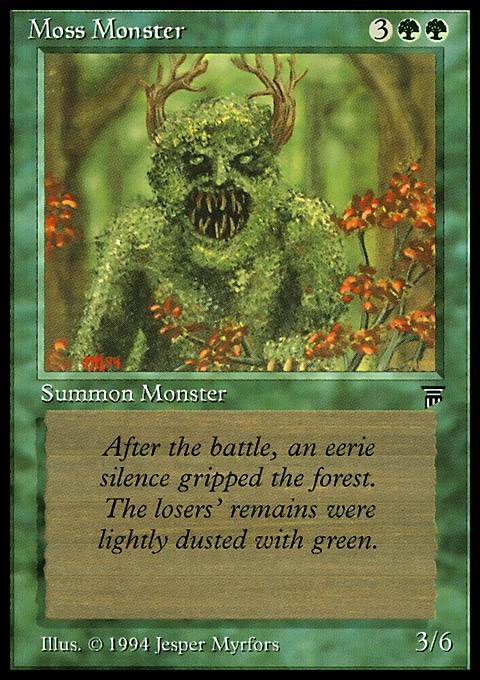 Moss Monster 3
Summon Monster
After the battle, an eerie
silence gripped the forest.
The losers' remains were
lightly dusted with green.
Illus. © 1994 Jesper Myrfors 3/6